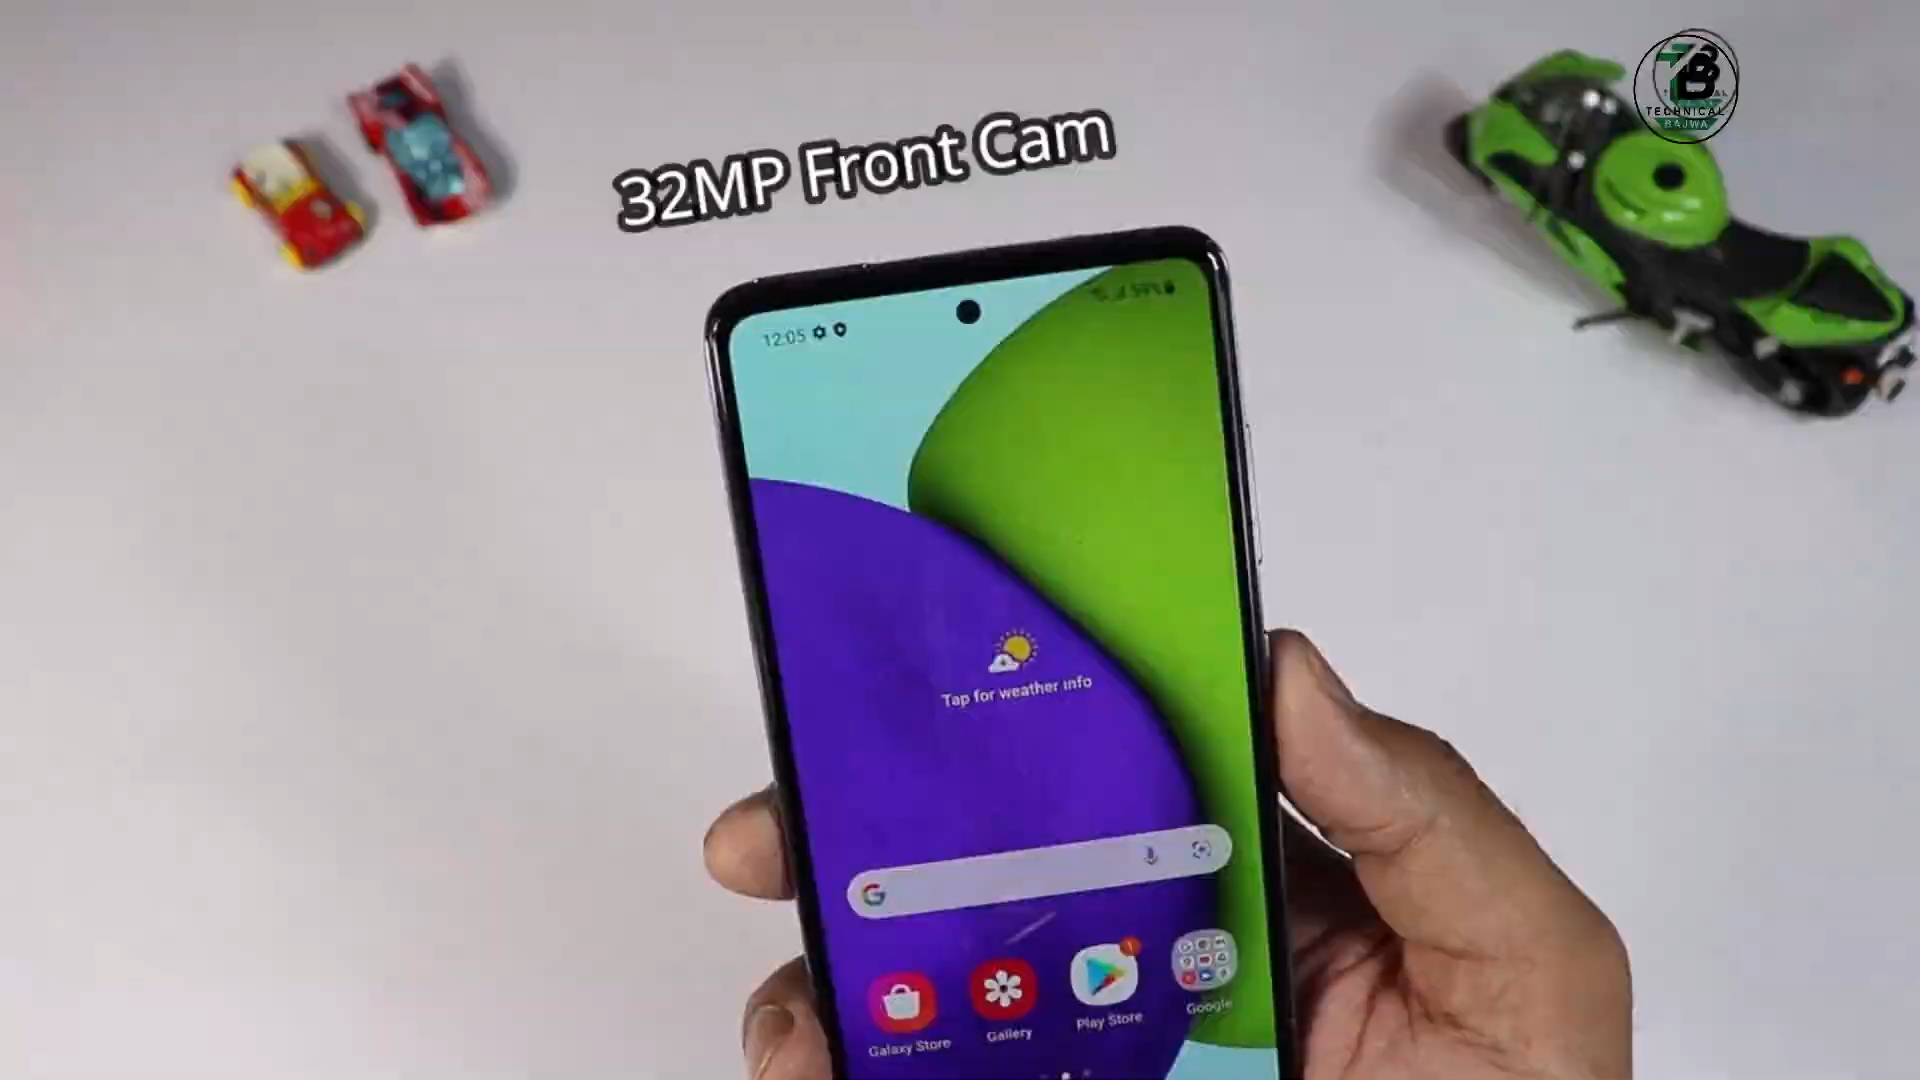 32MP Front Cam
TECHNICAL
BAJWA
12:05
Tap for weather info
Galaxy Store
Gallery
Play Store
Google